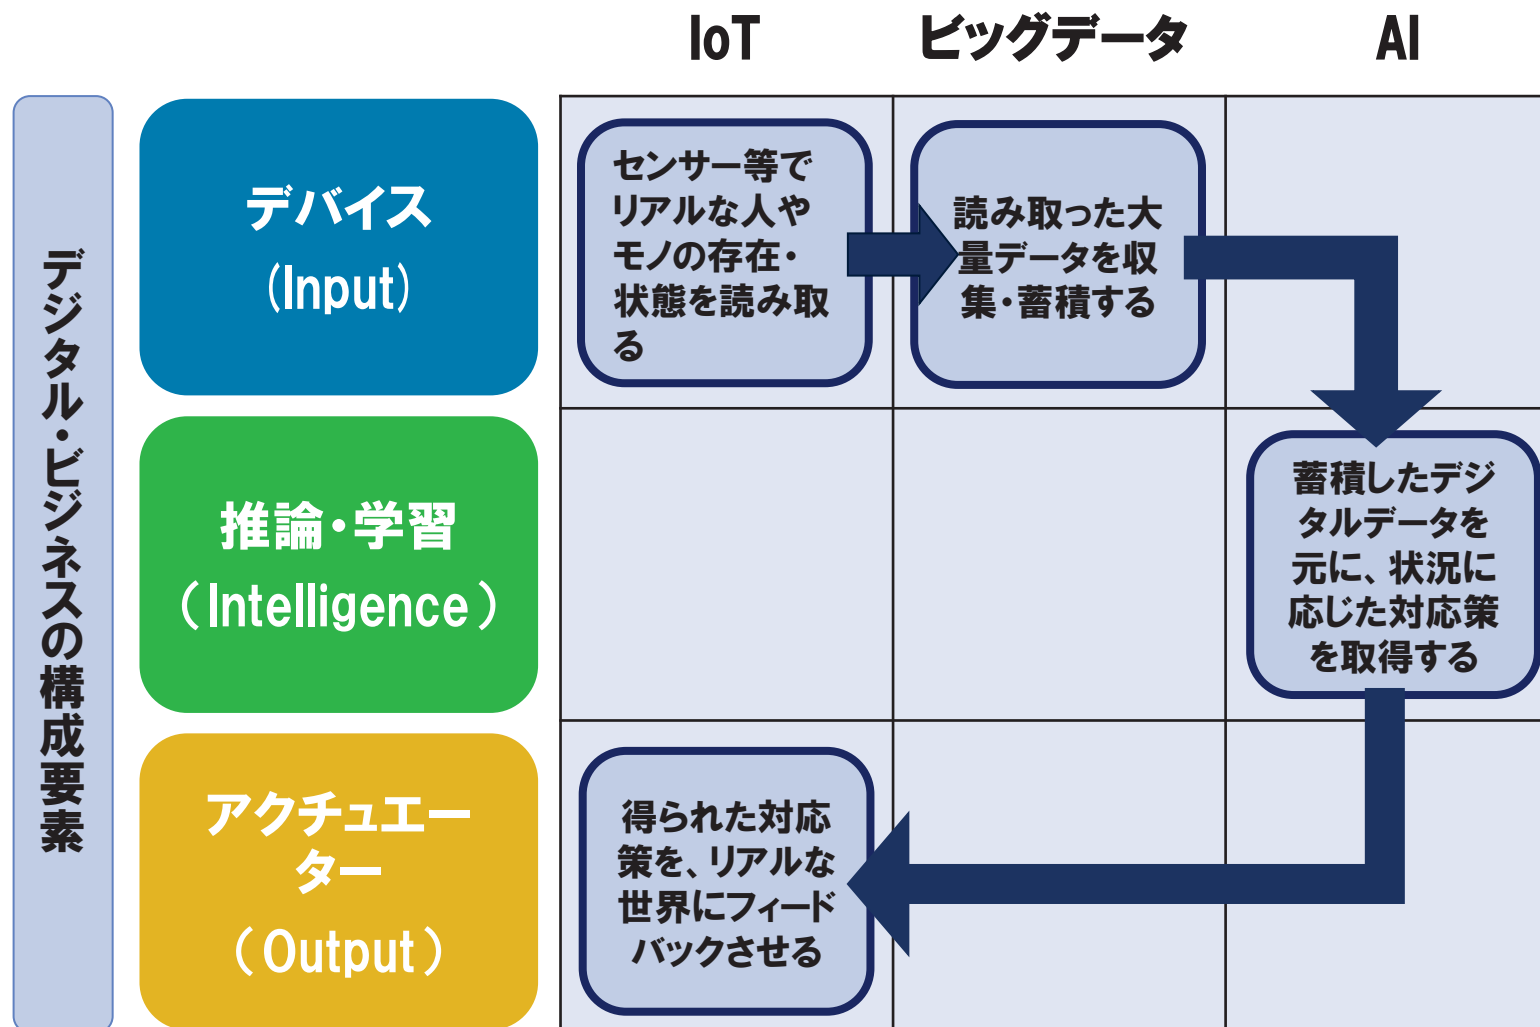 IoT ビッグデータ AI
デジタル・ビジネスの構成要素
デバイス
(Input)
センサー等で
リアルな人や
モノの存在・
状態を読み取
る
読み取った大
量データを収
集・蓄積する
推論・学習
(Intelligence)
蓄積したデジ
タルデータを
元に、状況に
応じた対応策
を取得する
アクチュエー
ター
(Output)
得られた対応
策を、リアルな
世界にフィード
バックさせる